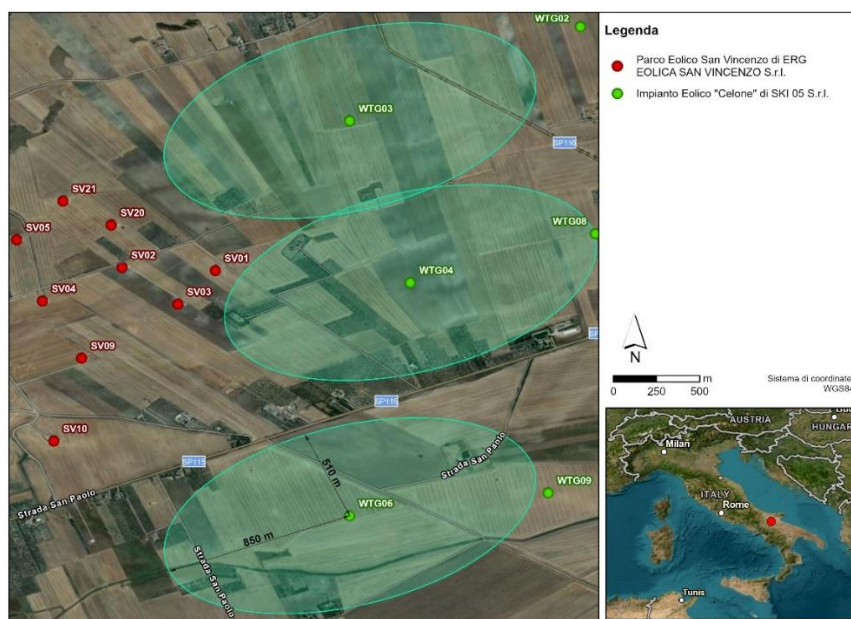 WTG02
WTG03
SP116
SV21
SV20
SV05
WTG08
SV02
SV01
WTG04
SV04
SV03
SP
SV09
SP115
SV10
SP115
510 m
Strada San Paolo
WTG09
Strada San Paolo
WTG06
850 m
Strada San Paolo
Legenda
Parco Eolico San Vincenzo di ERG
EOLICA SAN VINCENZO S.r.l.
Impianto Eolico "Celone" di SKI 05 S.r.l.
N
0 250 500 m
Sistema di coordinate
WGS84
AUSTRIA
HUNGAR
Milan
ITALY
Rome
Tunis